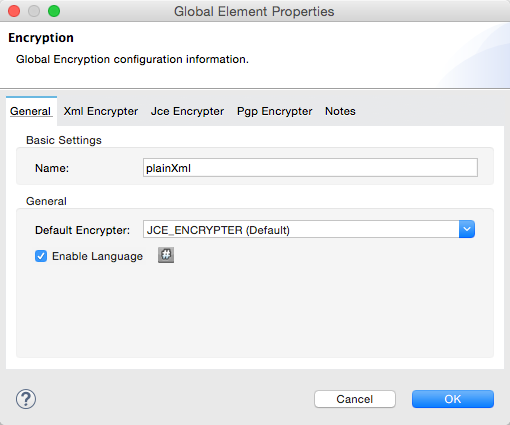 Global Element Properties
Encryption
Global Encryption configuration information.
General Xml Encrypter Jce Encrypter Pgp Encrypter Notes
Basic Settings
Name: plainXml
General
Default Encrypter: JCE_ENCRYPTER (Default)
Enable Language #
? Cancel OK